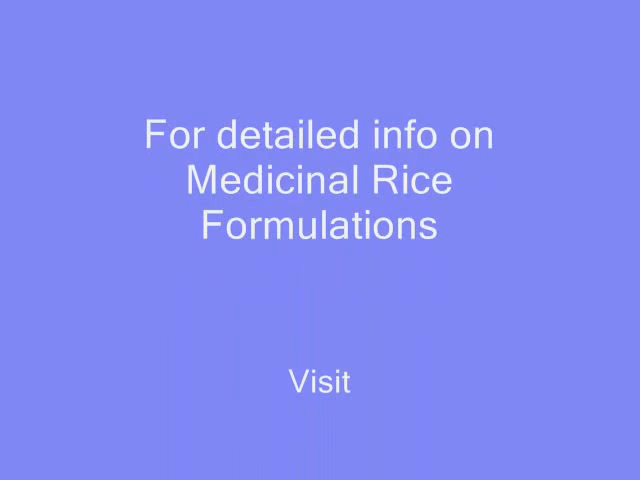 For detailed info on
Medicinal Rice
Formulations
Visit